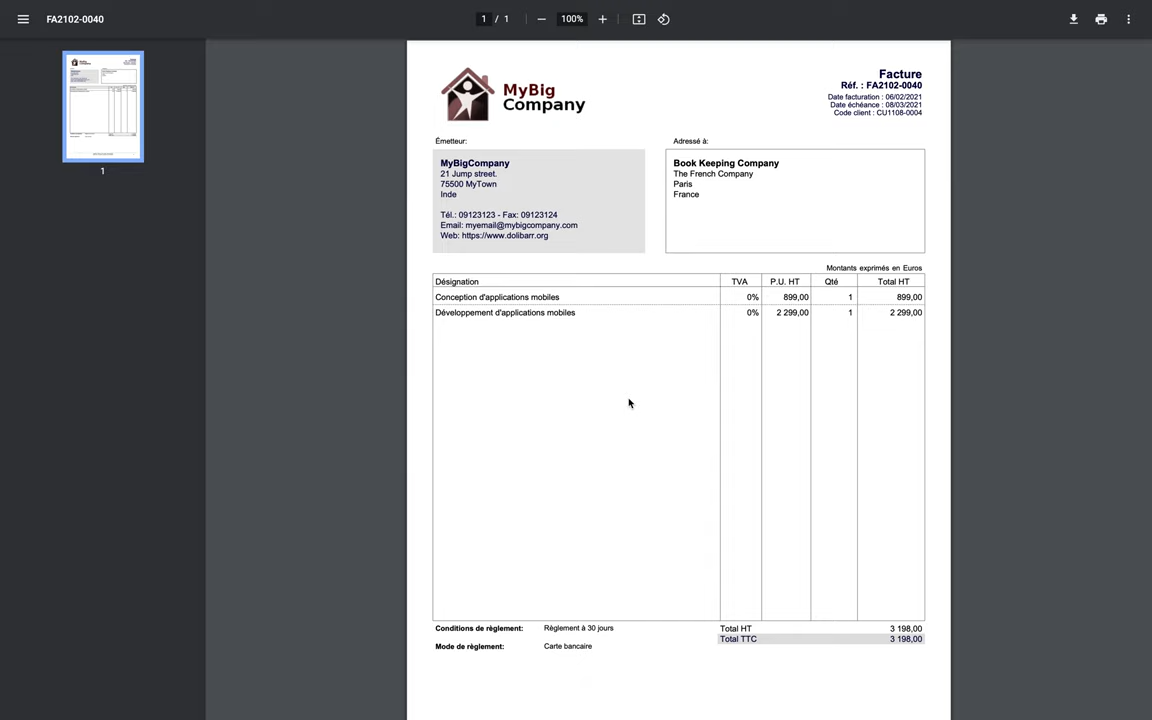 FA2102-0040
1 / 1
100%
1
MyBig
Company
Facture
Réf. : FA2102-0040
Date facturation : 06/02/2021
Date échéance : 08/03/2021
Code client : CU1108-0004
Émetteur:
Adressé à:
MyBigCompany
21 Jump street.
75500 MyTown
Inde
Tél.: 09123123 - Fax: 09123124
Email: myemail@mybigcompany.com
Web: https://www.dolibarr.org
Book Keeping Company
The French Company
Paris
France
Montants exprimés en Euros
Désignation TVA P.U. HT Qté Total HT
Conception d'applications mobiles 0% 899,00 1 899,00
Développement d'applications mobiles 0% 2 299,00 1 2 299,00
Conditions de règlement: Règlement à 30 jours
Mode de règlement: Carte bancaire
Total HT 3 198,00
Total TTC 3 198,00